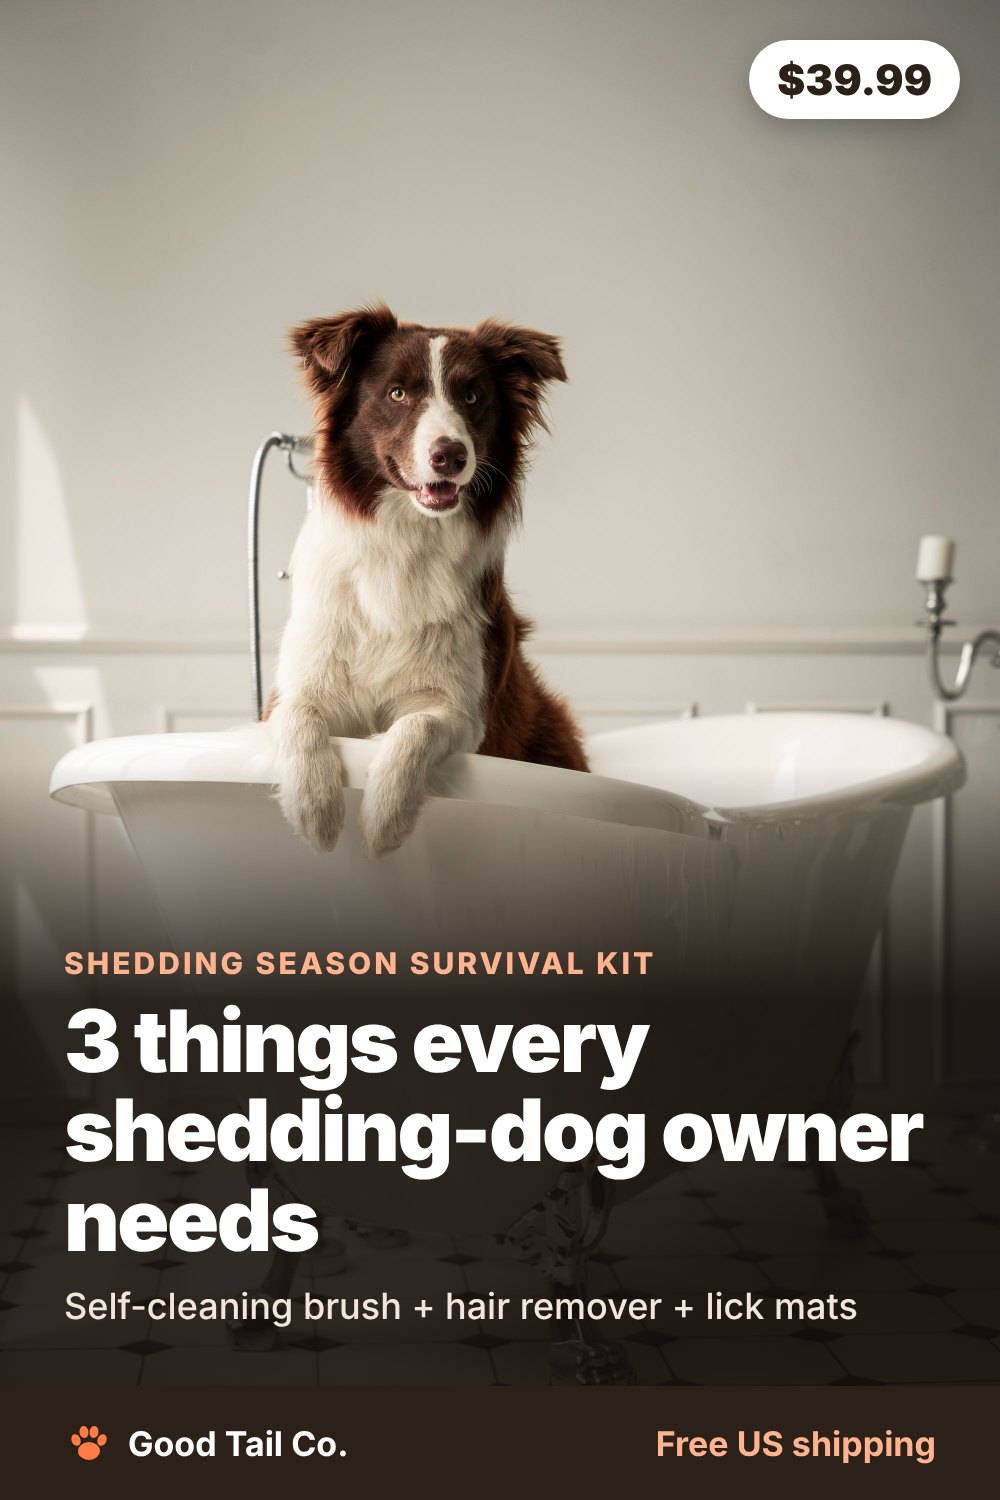 $39.99
SHEDDING SEASON SURVIVAL KIT
3 things every
shedding-dog owner
needs
Self-cleaning brush + hair remover + lick mats
Good Tail Co.
Free US shipping